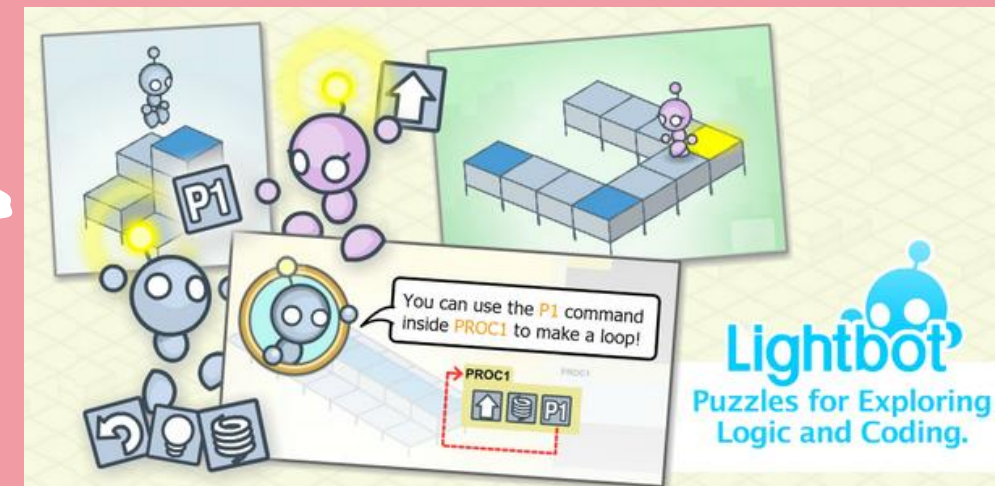 P1
You can use the P1 command
inside PROC1 to make a loop!
PROC1
PROC1
P1
Lightbot
Puzzles for Exploring
Logic and Coding.